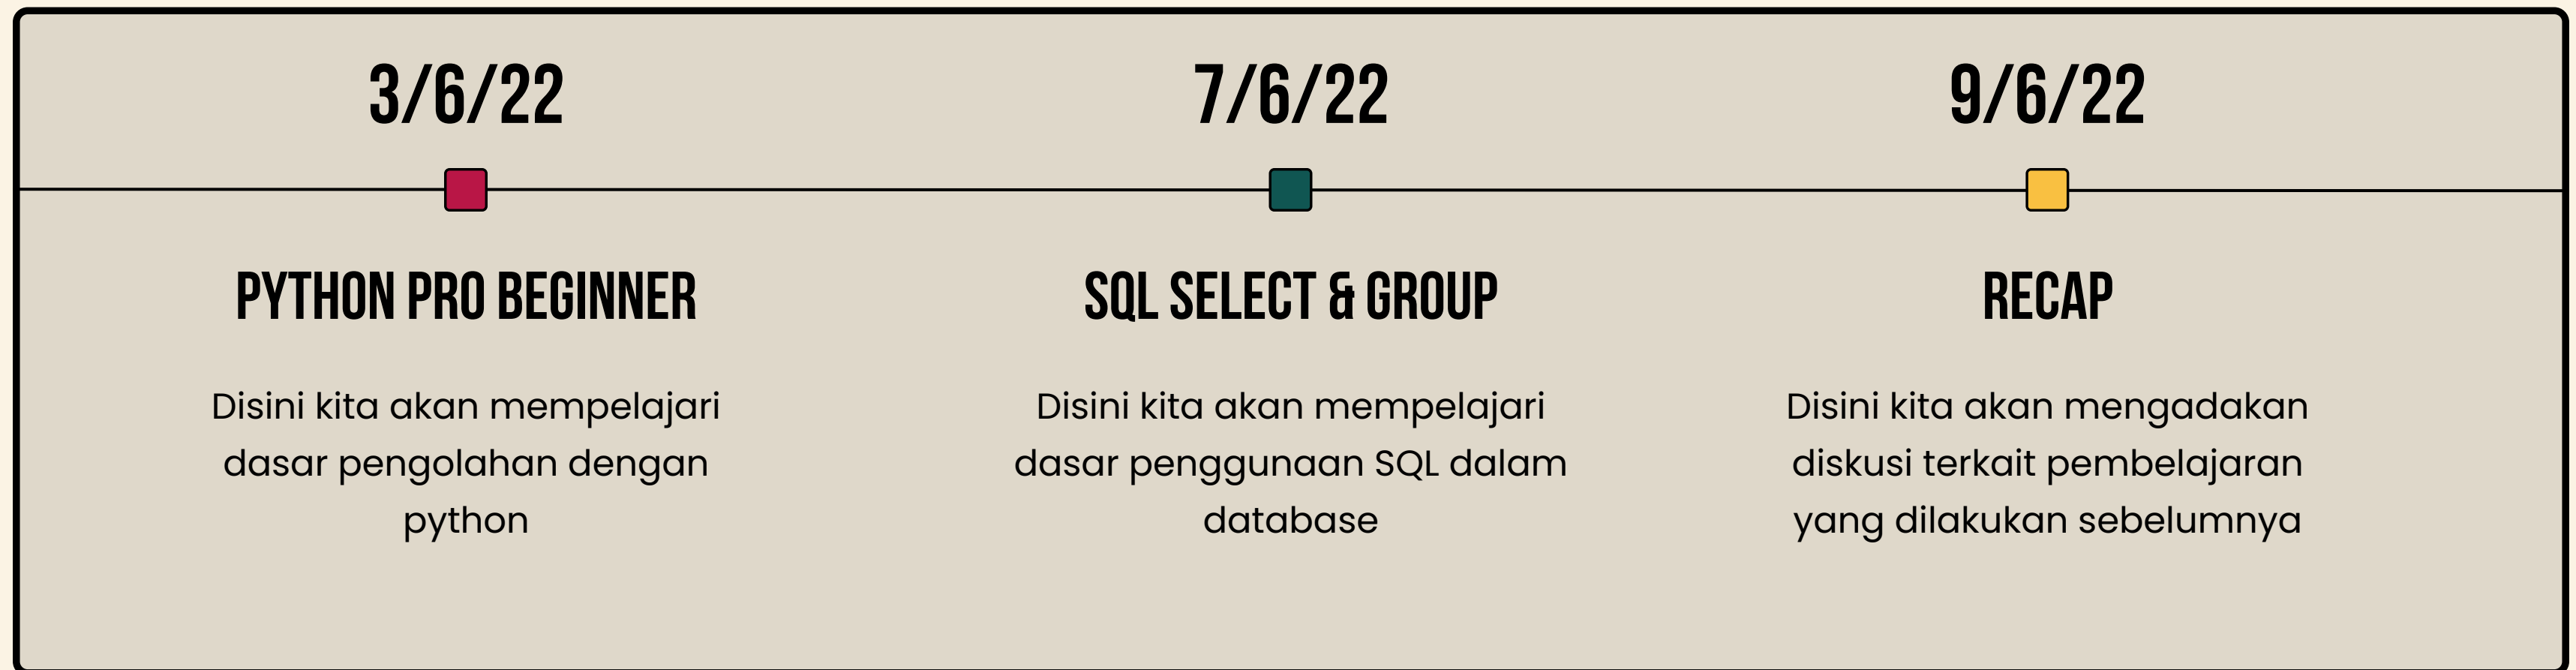 3/6/22
PYTHON PRO BEGINNER
Disini kita akan mempelajari
dasar pengolahan dengan
python
7/6/22
SQL SELECT & GROUP
Disini kita akan mempelajari
dasar penggunaan SQL dalam
database
9/6/22
RECAP
Disini kita akan mengadakan
diskusi terkait pembelajaran
yang dilakukan sebelumnya